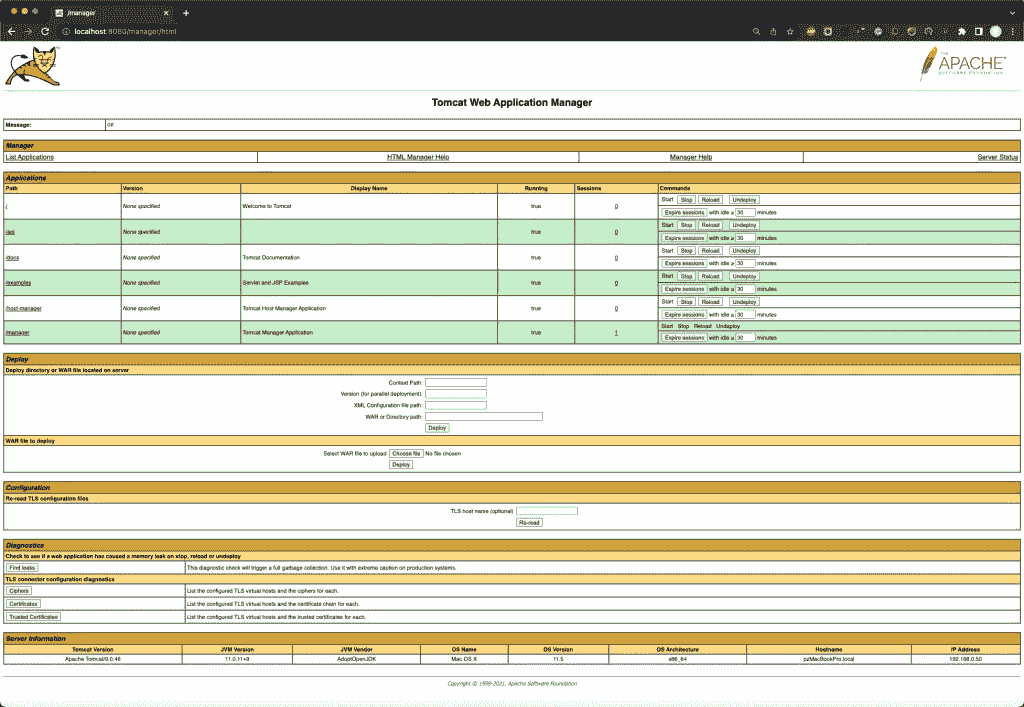 /manager
localhost:8080/manager/html
THE
APACHE
SOFTWARE FOUNDATION
Tomcat Web Application Manager
Message: OK
Manager
List Applications HTML Manager Help Manager Help Server Status
Applications
Path Version Display Name Running Sessions Commands
/ None specified Welcome to Tomcat true 0 Start Stop Reload Undeploy
Expire sessions with idle ≥ 30 minutes
/api None specified true 0 Start Stop Reload Undeploy
Expire sessions with idle ≥ 30 minutes
/docs None specified Tomcat Documentation true 0 Start Stop Reload Undeploy
Expire sessions with idle ≥ 30 minutes
/examples None specified Servlet and JSP Examples true 0 Start Stop Reload Undeploy
Expire sessions with idle ≥ 30 minutes
/host-manager None specified Tomcat Host Manager Application true 0 Start Stop Reload Undeploy
Expire sessions with idle ≥ 30 minutes
/manager None specified Tomcat Manager Application true 1 Start Stop Reload Undeploy
Expire sessions with idle ≥ 30 minutes
Deploy
Deploy directory or WAR file located on server
Context Path:
Version (for parallel deployment):
XML Configuration file path:
WAR or Directory path:
Deploy
WAR file to deploy
Select WAR file to upload Choose file No file chosen
Deploy
Configuration
Re-read TLS configuration files
TLS host name (optional)
Re-read
Diagnostics
Check to see if a web application has caused a memory leak on stop, reload or undeploy
Find leaks This diagnostic check will trigger a full garbage collection. Use it with extreme caution on production systems.
TLS connector configuration diagnostics
Ciphers List the configured TLS virtual hosts and the ciphers for each.
Certificates List the configured TLS virtual hosts and the certificate chain for each.
Trusted Certificates List the configured TLS virtual hosts and the trusted certificates for each.
Server Information
Tomcat Version JVM Version JVM Vendor OS Name OS Version OS Architecture Hostname IP Address
Apache Tomcat/9.0.46 11.0.11+9 AdoptOpenJDK Mac OS X 11.5 x86_64 pzMacBookPro.local 192.168.0.50
Copyright © 1999-2021, Apache Software Foundation